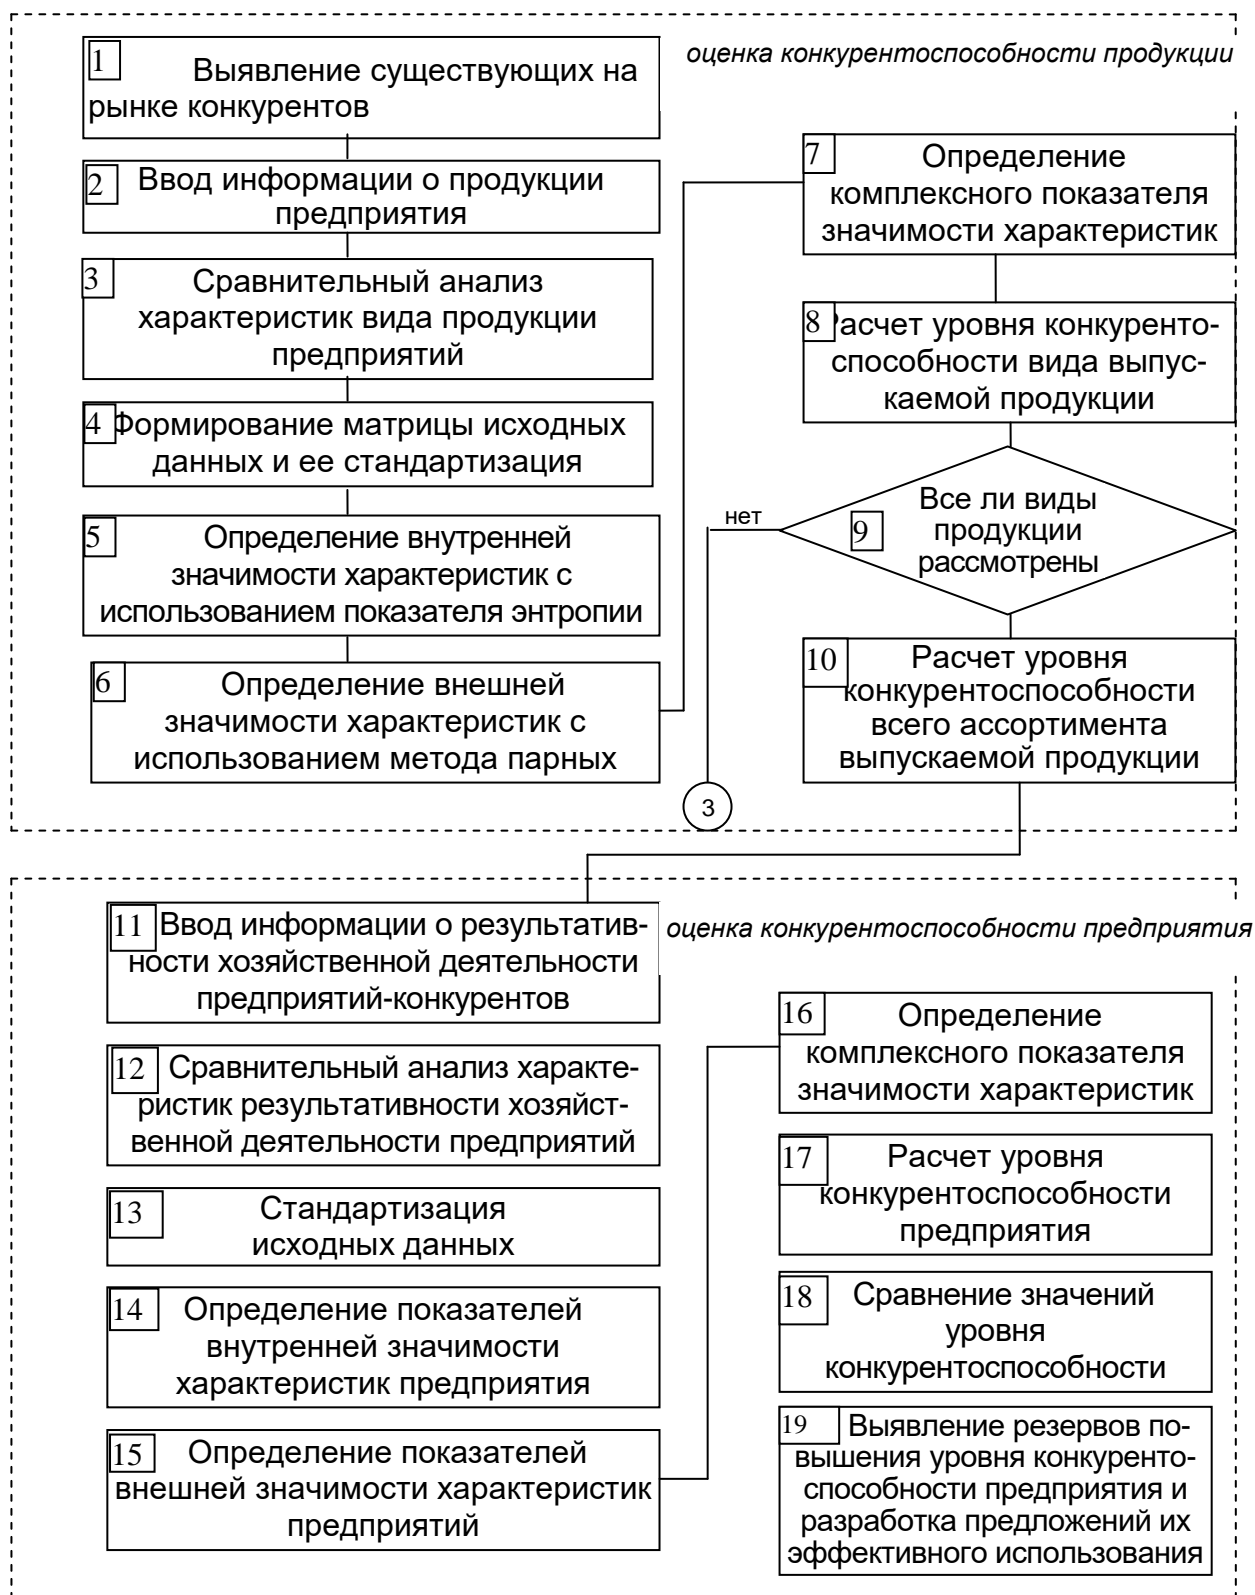 оценка конкурентоспособности продукции
1 Выявление существующих на
рынке конкурентов
2 Ввод информации о продукции
предприятия
3 Сравнительный анализ
характеристик вида продукции
предприятий
4 Формирование матрицы исходных
данных и ее стандартизация
5 Определение внутренней
значимости характеристик с
использованием показателя энтропии
6 Определение внешней
значимости характеристик с
использованием метода парных
7 Определение
комплексного показателя
значимости характеристик
8 Расчет уровня конкуренто-
способности вида выпус-
каемой продукции
нет
Все ли виды
9 продукции
рассмотрены
3
10 Расчет уровня
конкурентоспособности
всего ассортимента
выпускаемой продукции
оценка конкурентоспособности предприятия
11 Ввод информации о результатив-
ности хозяйственной деятельности
предприятий-конкурентов
12 Сравнительный анализ характе-
ристик результативности хозяйст-
венной деятельности предприятий
13 Стандартизация
исходных данных
14 Определение показателей
внутренней значимости
характеристик предприятия
15 Определение показателей
внешней значимости характеристик
предприятий
16 Определение
комплексного показателя
значимости характеристик
17 Расчет уровня
конкурентоспособности
предприятия
18 Сравнение значений
уровня
конкурентоспособности
19 Выявление резервов по-
вышения уровня конкуренто-
способности предприятия и
разработка предложений их
эффективного использования